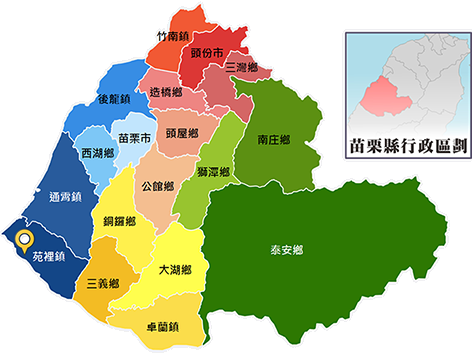 竹南鎮
頭份市
三灣鄉
造橋鄉
後龍鎮
苗栗市
頭屋鄉
南庄鄉
西湖鄉
獅潭鄉
公館鄉
通霄鎮
銅鑼鄉
苑裡鎮
泰安鄉
三義鄉
大湖鄉
卓蘭鎮
苗栗縣行政區劃